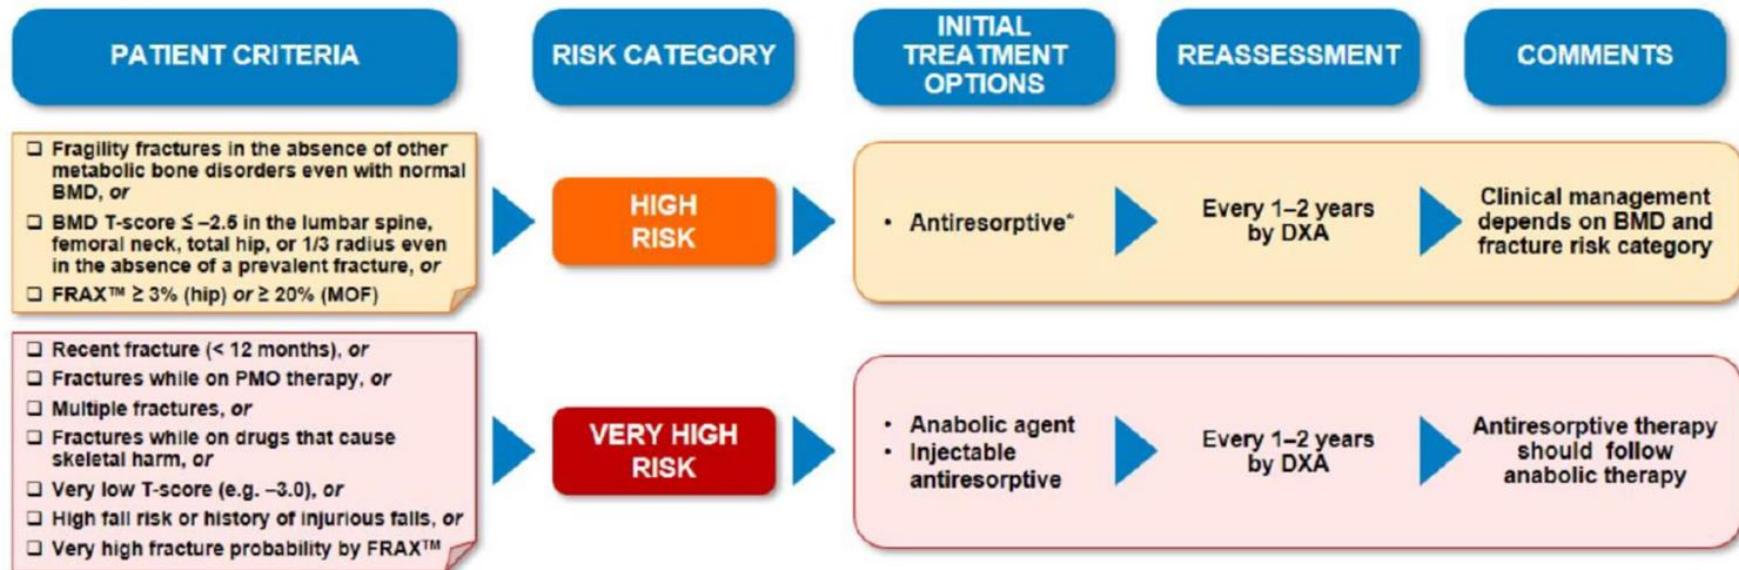 PATIENT CRITERIA
RISK CATEGORY
INITIAL
TREATMENT
OPTIONS
REASSESSMENT
COMMENTS
❑ Fragility fractures in the absence of other
metabolic bone disorders even with normal
BMD, or
❑ BMD T-score ≤ –2.5 in the lumbar spine,
femoral neck, total hip, or 1/3 radius even
in the absence of a prevalent fracture, or
❑ FRAX™ ≥ 3% (hip) or ≥ 20% (MOF)
HIGH
RISK
• Antiresorptive*
Every 1–2 years
by DXA
Clinical management
depends on BMD and
fracture risk category
❑ Recent fracture (< 12 months), or
❑ Fractures while on PMO therapy, or
❑ Multiple fractures, or
❑ Fractures while on drugs that cause
skeletal harm, or
❑ Very low T-score (e.g. –3.0), or
❑ High fall risk or history of injurious falls, or
❑ Very high fracture probability by FRAX™
VERY HIGH
RISK
• Anabolic agent
• Injectable
antiresorptive
Every 1–2 years
by DXA
Antiresorptive therapy
should follow
anabolic therapy